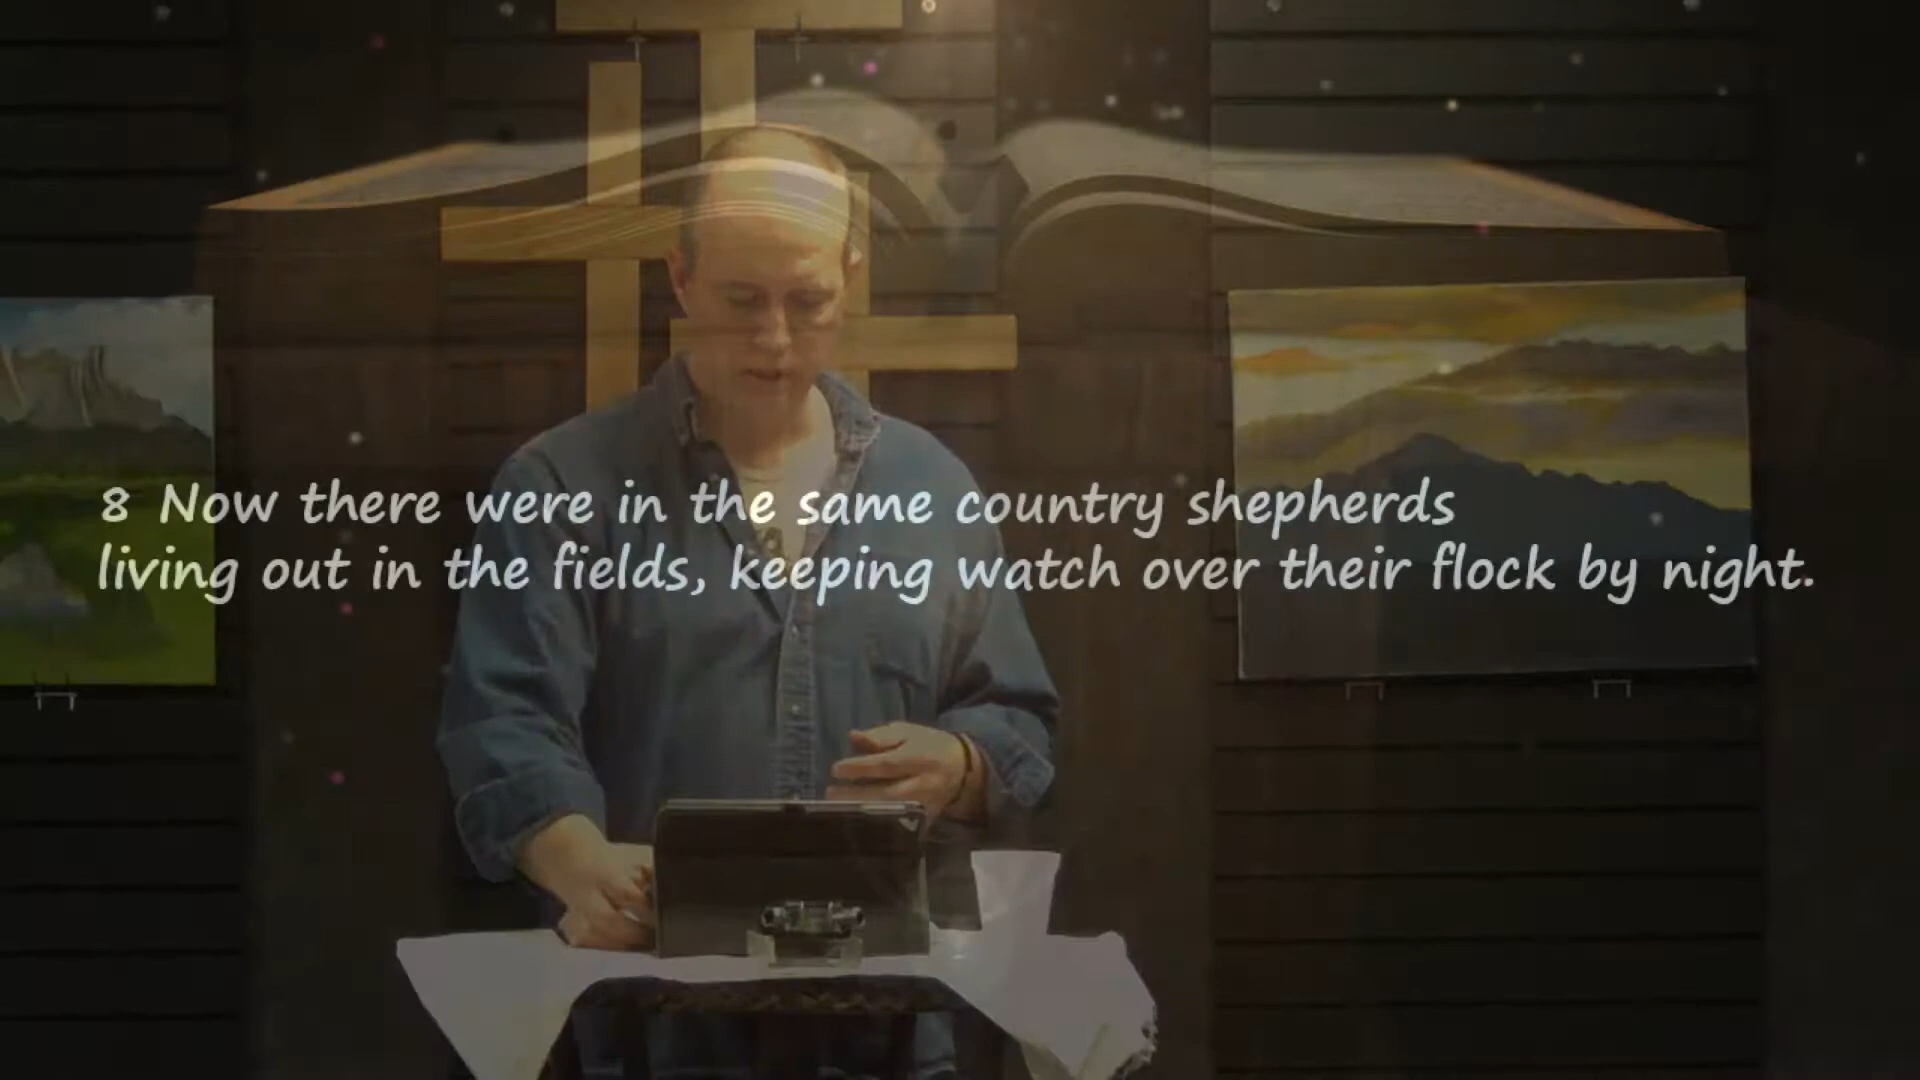 8 Now there were in the same country shepherds
living out in the fields, keeping watch over their flock by night.